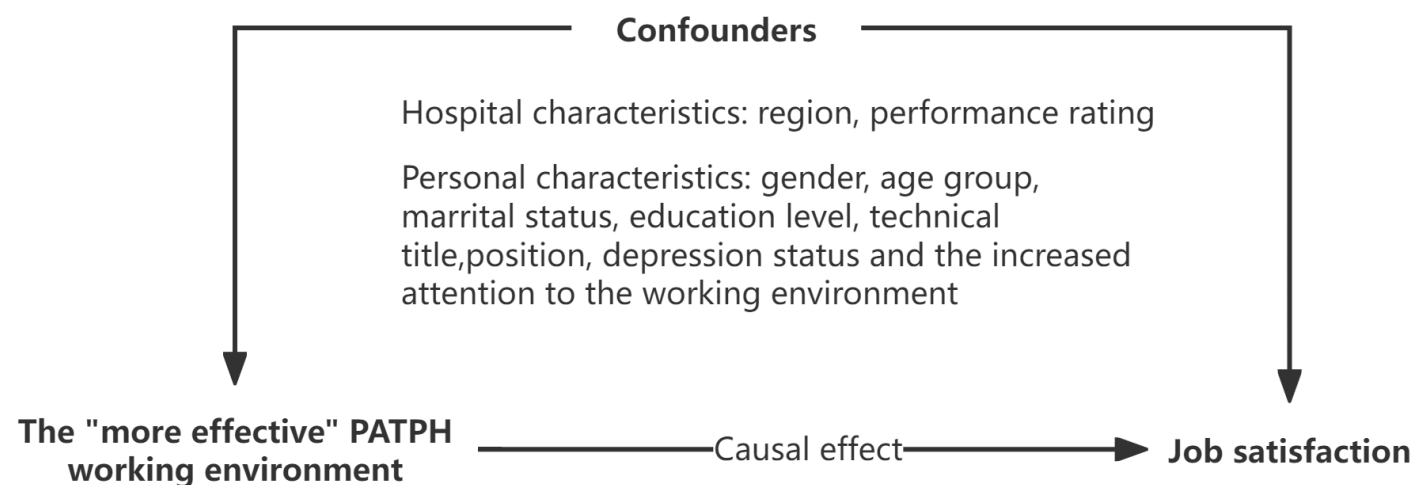 Confounders
Hospital characteristics: region, performance rating
Personal characteristics: gender, age group,
marrital status, education level, technical
title,position, depression status and the increased
attention to the working environment
The "more effective" PATPH
working environment
Causal effect
Job satisfaction